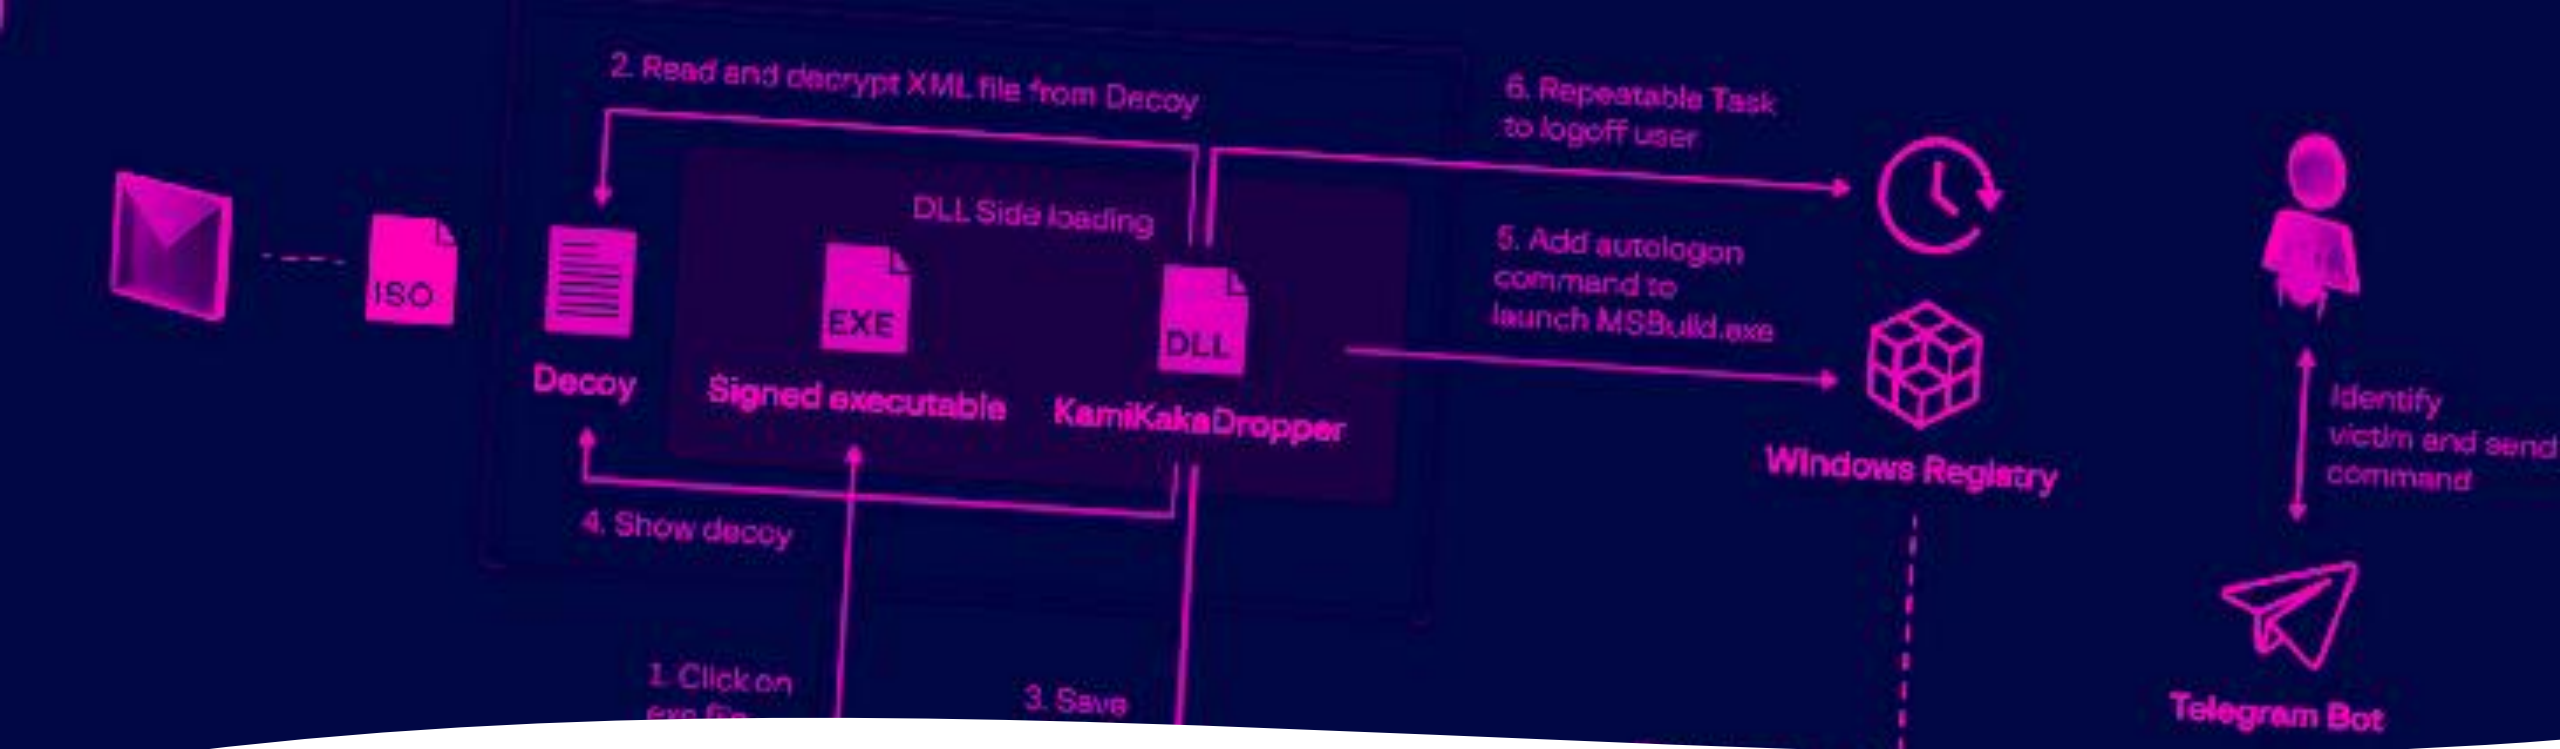 2. Read and decrypt XML file from Decoy
6. Repeatable Task
to logoff user
DLL Side loading
5. Add autologon
command to
launch MSBuild.exe
ISO
EXE
DLL
Decoy
Signed executable
KamiKakaDropper
Identify
victim and send
command
Windows Registry
4. Show decoy
1. Click on
exe file
3. Save
Telegram Bot